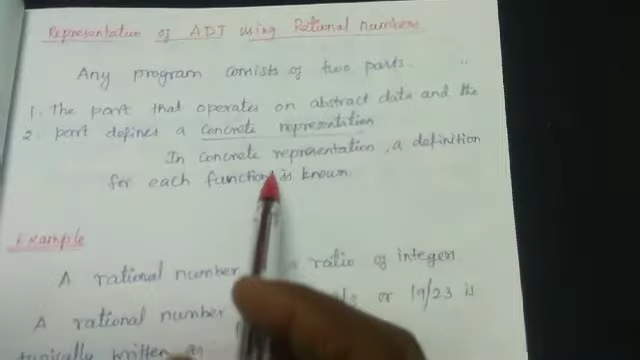 Representation of ADT using Rational numbers
Any program consists of two parts.
1. The part that operates on abstract data and the
2. part defines a concrete representation
In concrete representation, a definition
for each function is known
Example
A rational number ratio of integers
A rational number or 19/23 is
typically written as